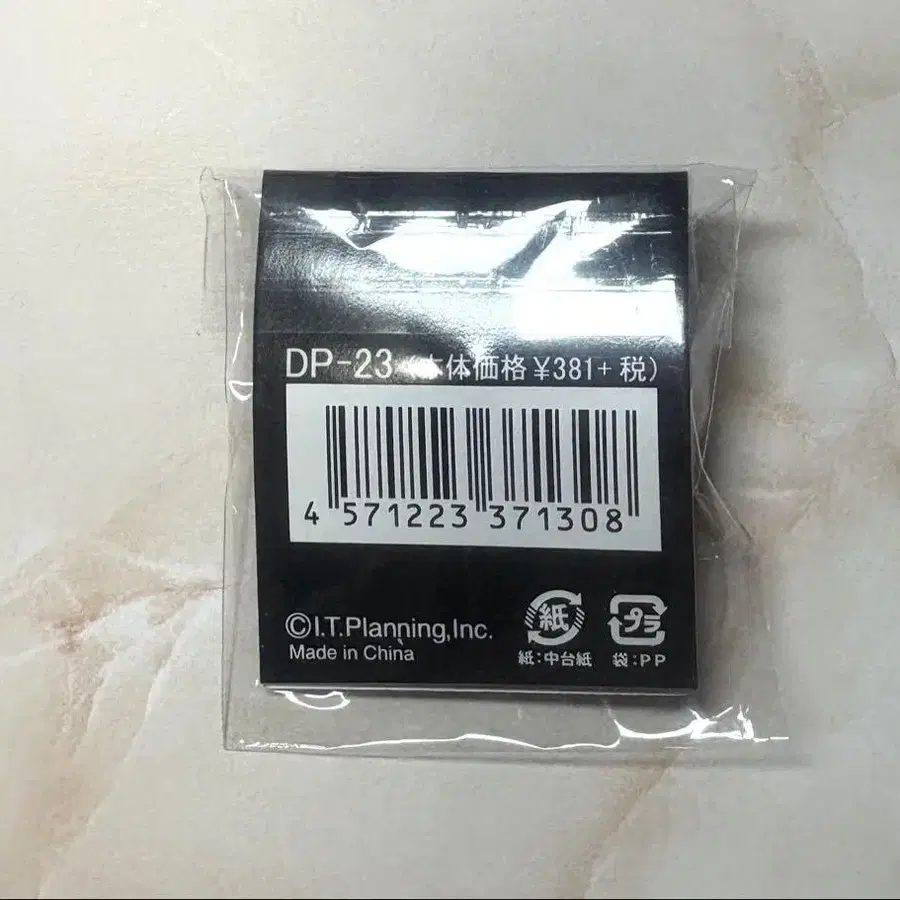 DP-23 (本体価格¥381+税)
4 571223 371308
©I.T.Planning,Inc.
Made in China
紙
プラ
紙:中台紙
袋:PP